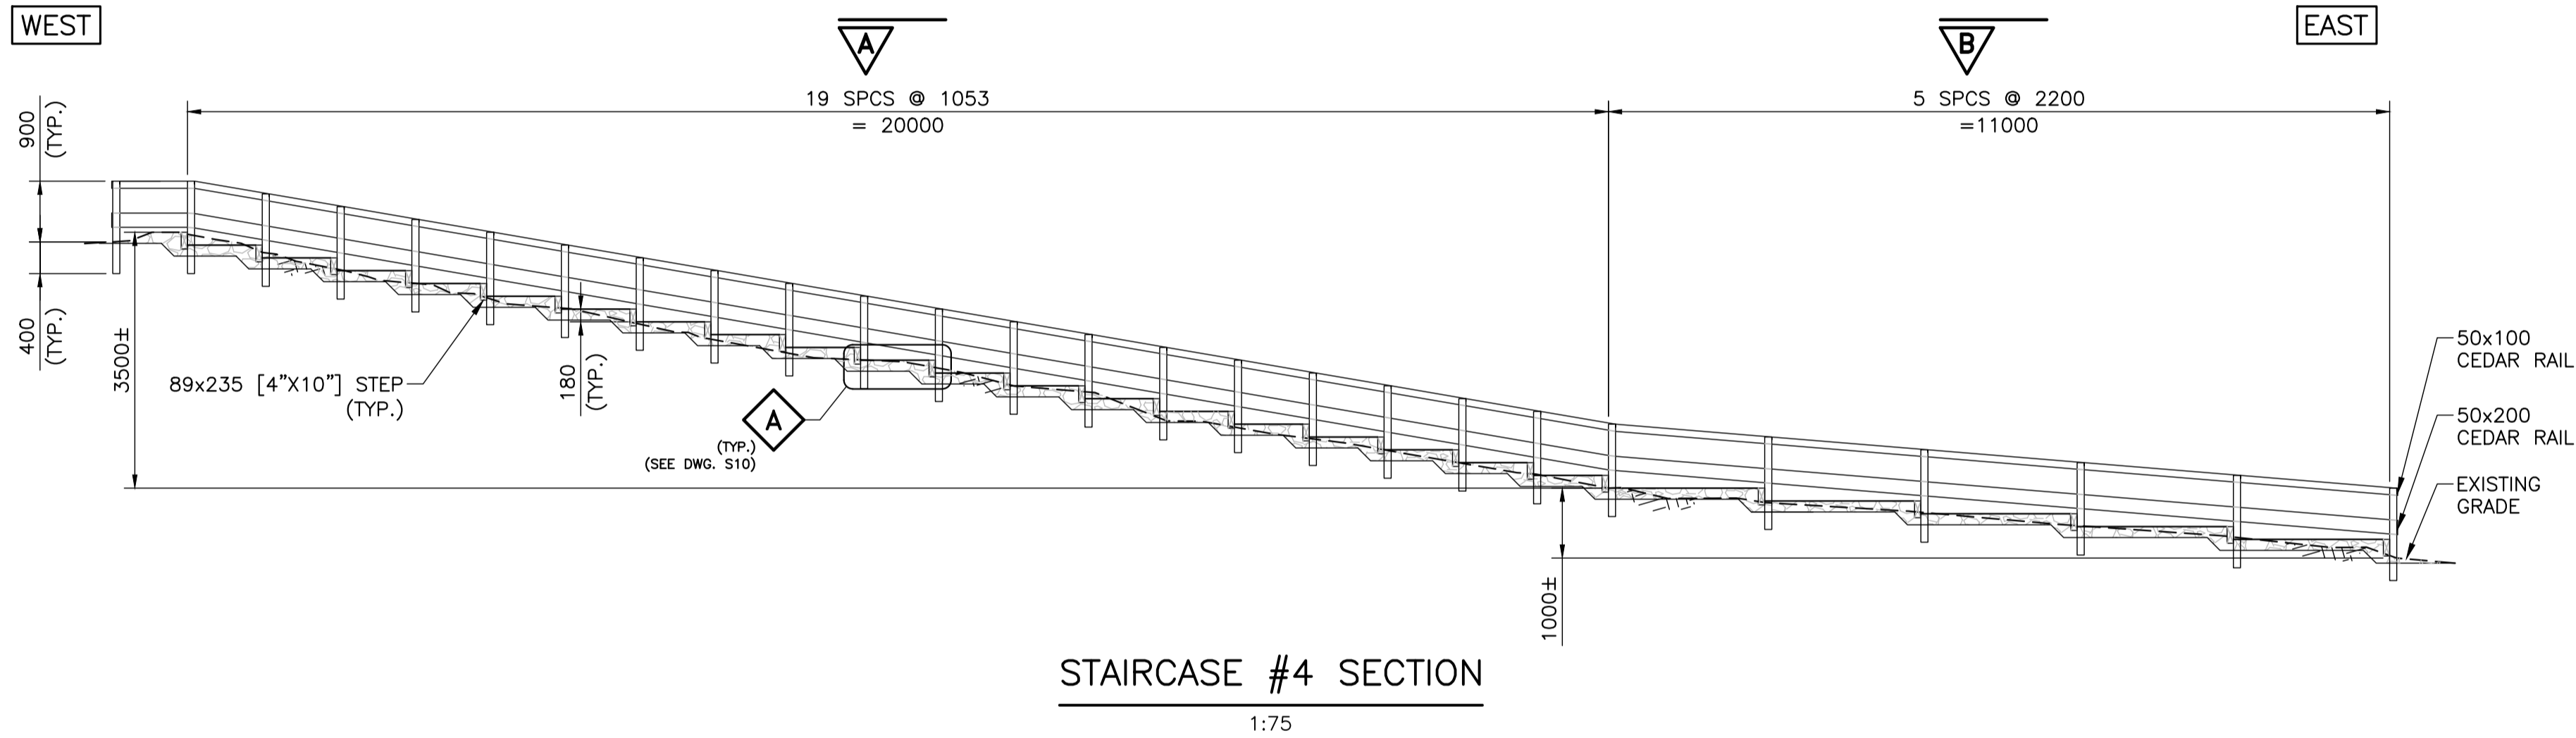 WEST
A
B
EAST
19 SPCS @ 1053
= 20000
5 SPCS @ 2200
=11000
900
(TYP.)
400
(TYP.)
3500±
89x235 [4"X10"] STEP
(TYP.)
180
(TYP.)
A
(TYP.)
(SEE DWG. S10)
50x100
CEDAR RAIL
50x200
CEDAR RAIL
EXISTING
GRADE
1000±
STAIRCASE #4 SECTION
1:75